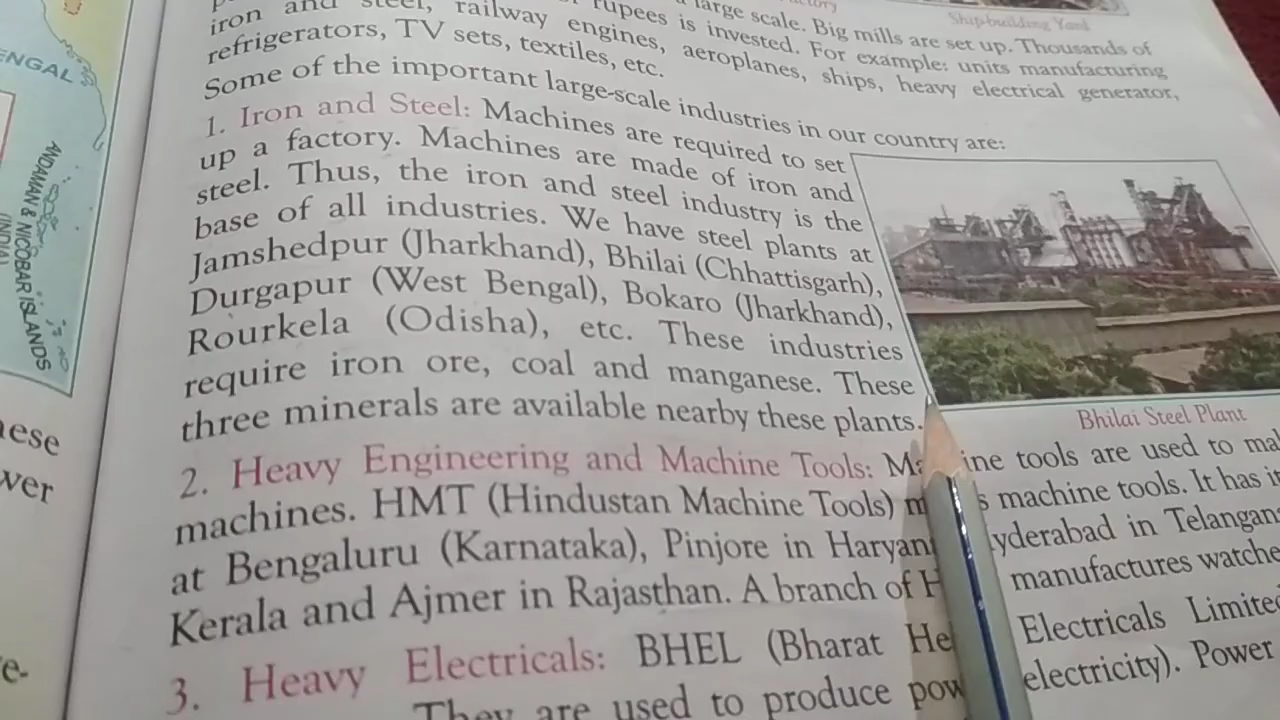 ENGAL
ANDAMAN & NICOBAR ISLANDS
(INDIA)
ver
Ship-building Yard
large scale. Big mills are set up. Thousands of
rupees is invested. For example: units manufacturing
iron and steel, railway engines, aeroplanes, ships, heavy electrical generator,
refrigerators, TV sets, textiles, etc.
Some of the important large-scale industries in our country are:
1. Iron and Steel: Machines are required to set
up a factory. Machines are made of iron and
steel. Thus, the iron and steel industry is the
base of all industries. We have steel plants at
Jamshedpur (Jharkhand), Bhilai (Chhattisgarh),
Durgapur (West Bengal), Bokaro (Jharkhand),
Rourkela (Odisha), etc. These industries
require iron ore, coal and manganese. These
three minerals are available nearby these plants.
Bhilai Steel Plant
2. Heavy Engineering and Machine Tools: Ma ine tools are used to
machines. HMT (Hindustan Machine Tools) m s machine tools. It has
at Bengaluru (Karnataka), Pinjore in Haryan yderabad in Telangan
Kerala and Ajmer in Rajasthan. A branch of H manufactures watche
3. Heavy Electricals: BHEL (Bharat He Electricals Limite
They are used to produce pow electricity). Power